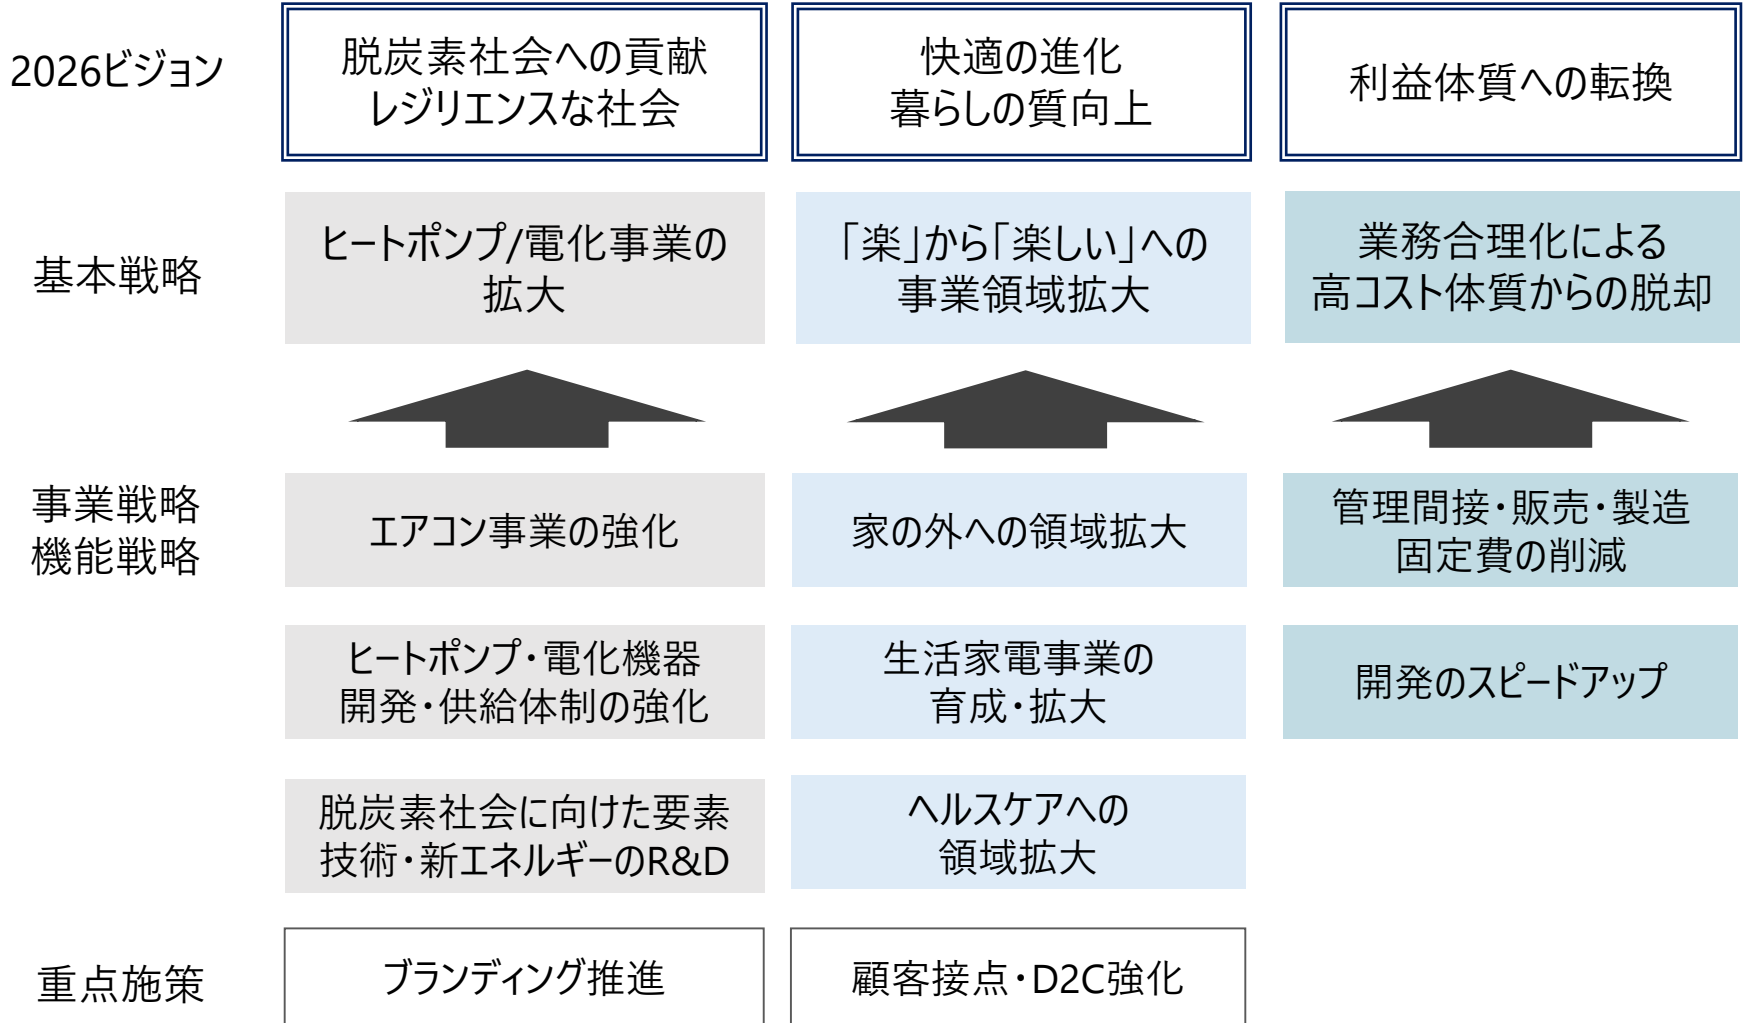 2026ビジョン
脱炭素社会への貢献
レジリエンスな社会
快適の進化
暮らしの質向上
利益体質への転換
基本戦略
ヒートポンプ/電化事業の
拡大
「楽」から「楽しい」への
事業領域拡大
業務合理化による
高コスト体質からの脱却
事業戦略
機能戦略
エアコン事業の強化
家の外への領域拡大
管理間接・販売・製造
固定費の削減
ヒートポンプ・電化機器
開発・供給体制の強化
生活家電事業の
育成・拡大
開発のスピードアップ
脱炭素社会に向けた要素
技術・新エネルギーのR&D
ヘルスケアへの
領域拡大
重点施策
ブランディング推進
顧客接点・D2C強化